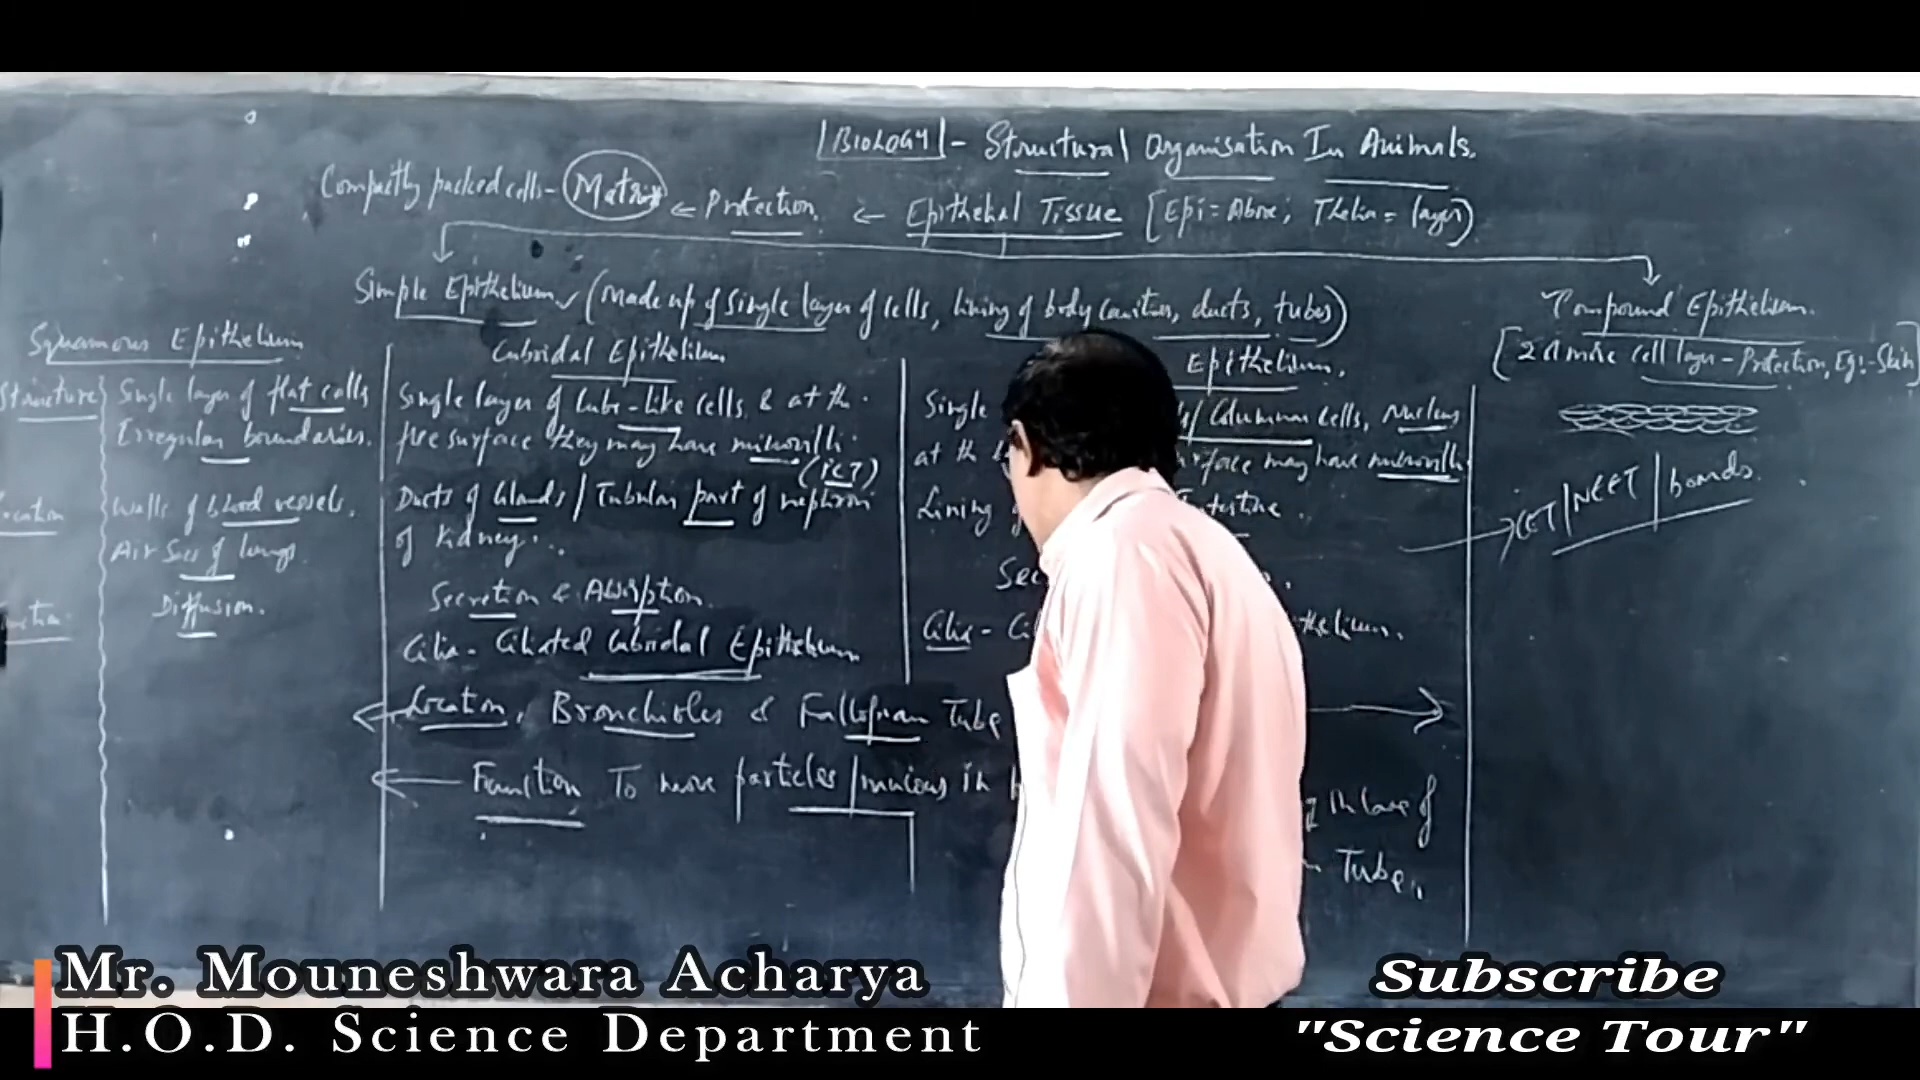 BIOLOGY - Structural Organisation In Animals.
Compactly packed cells - Matrix ← Protection. ← Epithelial Tissue [Epi = Above; Thelia = layer)
Simple Epithelium (Made up of Single layer of cells, lining of body cavities, ducts, tubes)
Compound Epithelium.
[2 or more cell layer - Protection, Eg:- Skin]
CET/NEET/boards.
Squamous Epithelium
Structure
Single layer of flat cells
Irregular boundaries.
Walls of blood vessels.
Air Sacs of lungs.
Diffusion.
Cuboidal Epithelium
Single layer of Cube-like cells & at the
free surface they may have microvilli.
(PCT)
Ducts of Glands / Tubular part of nephron
of kidney...
Secretion & Absorption.
Cilia - Ciliated Cuboidal Epithelium
Epithelium.
Single Columnar cells, Nucleus
at the may have microvilli
Lining
Cilia -
Location, Bronchioles & Fallopian Tube
Function To move particles/mucous in
in case of
Tube.
Mr. Mouneshwara Acharya
H.O.D. Science Department
Subscribe
"Science Tour"